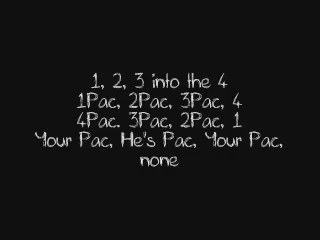 1, 2, 3 into the 4
1Pac, 2Pac, 3Pac, 4
4Pac. 3Pac, 2Pac, 1
Your Pac, He's Pac, Your Pac,
none